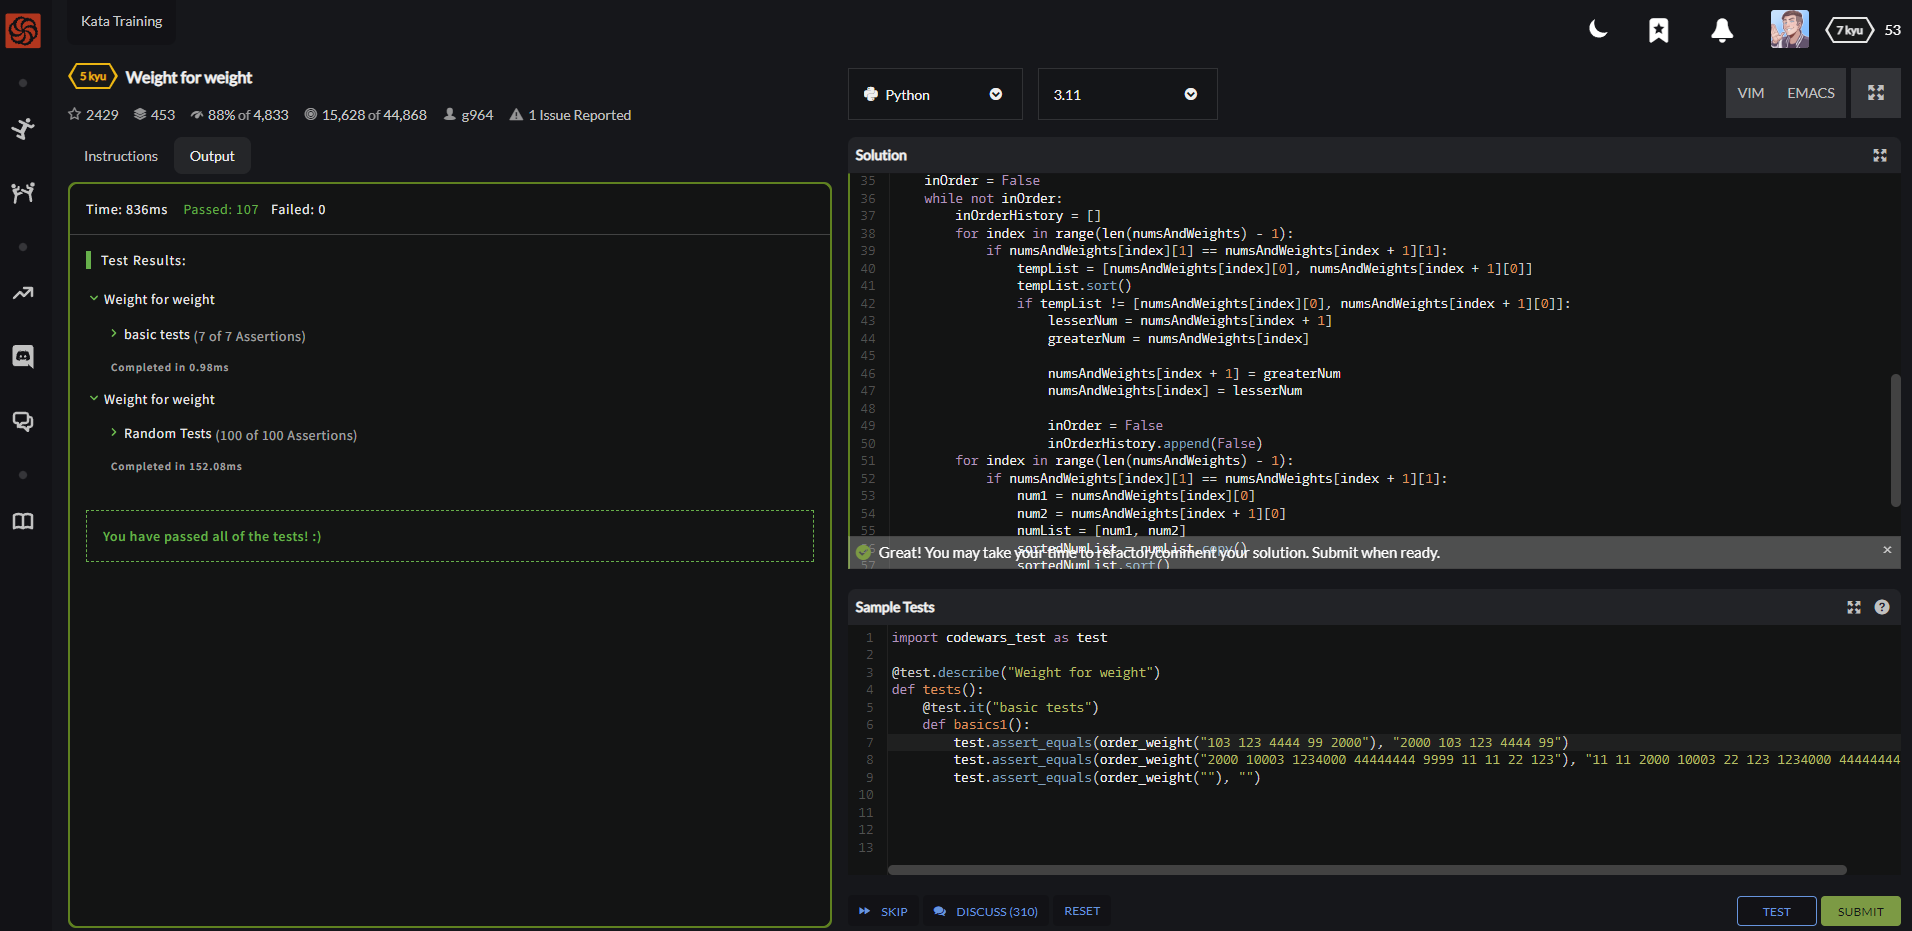 Kata Training
7 kyu 53
5 kyu Weight for weight
2429 453 88% of 4,833 15,628 of 44,868 g964 1 Issue Reported
Instructions Output
Time: 836ms Passed: 107 Failed: 0
Test Results:
Weight for weight
basic tests (7 of 7 Assertions)
Completed in 0.98ms
Weight for weight
Random Tests (100 of 100 Assertions)
Completed in 152.08ms
You have passed all of the tests! :)
Python 3.11 VIM EMACS
Solution
35 inOrder = False
36 while not inOrder:
37 inOrderHistory = []
38 for index in range(len(numsAndWeights) - 1):
39 if numsAndWeights[index][1] == numsAndWeights[index + 1][1]:
40 tempList = [numsAndWeights[index][0], numsAndWeights[index + 1][0]]
41 tempList.sort()
42 if tempList != [numsAndWeights[index][0], numsAndWeights[index + 1][0]]:
43 lesserNum = numsAndWeights[index + 1]
44 greaterNum = numsAndWeights[index]
45
46 numsAndWeights[index + 1] = greaterNum
47 numsAndWeights[index] = lesserNum
48
49 inOrder = False
50 inOrderHistory.append(False)
51 for index in range(len(numsAndWeights) - 1):
52 if numsAndWeights[index][1] == numsAndWeights[index + 1][1]:
53 num1 = numsAndWeights[index][0]
54 num2 = numsAndWeights[index + 1][0]
55 numList = [num1, num2]
sortedNumList = numList.copy()
Great! You may take your time to refactor/comment your solution. Submit when ready.
57 sortedNumList.sort()
Sample Tests
1 import codewars_test as test
2
3 @test.describe("Weight for weight")
4 def tests():
5 @test.it("basic tests")
6 def basics1():
7 test.assert_equals(order_weight("103 123 4444 99 2000"), "2000 103 123 4444 99")
8 test.assert_equals(order_weight("2000 10003 1234000 44444444 9999 11 11 22 123"), "11 11 2000 10003 22 123 1234000 44444444
9 test.assert_equals(order_weight(""), "")
10
11
12
13
SKIP DISCUSS (310) RESET TEST SUBMIT